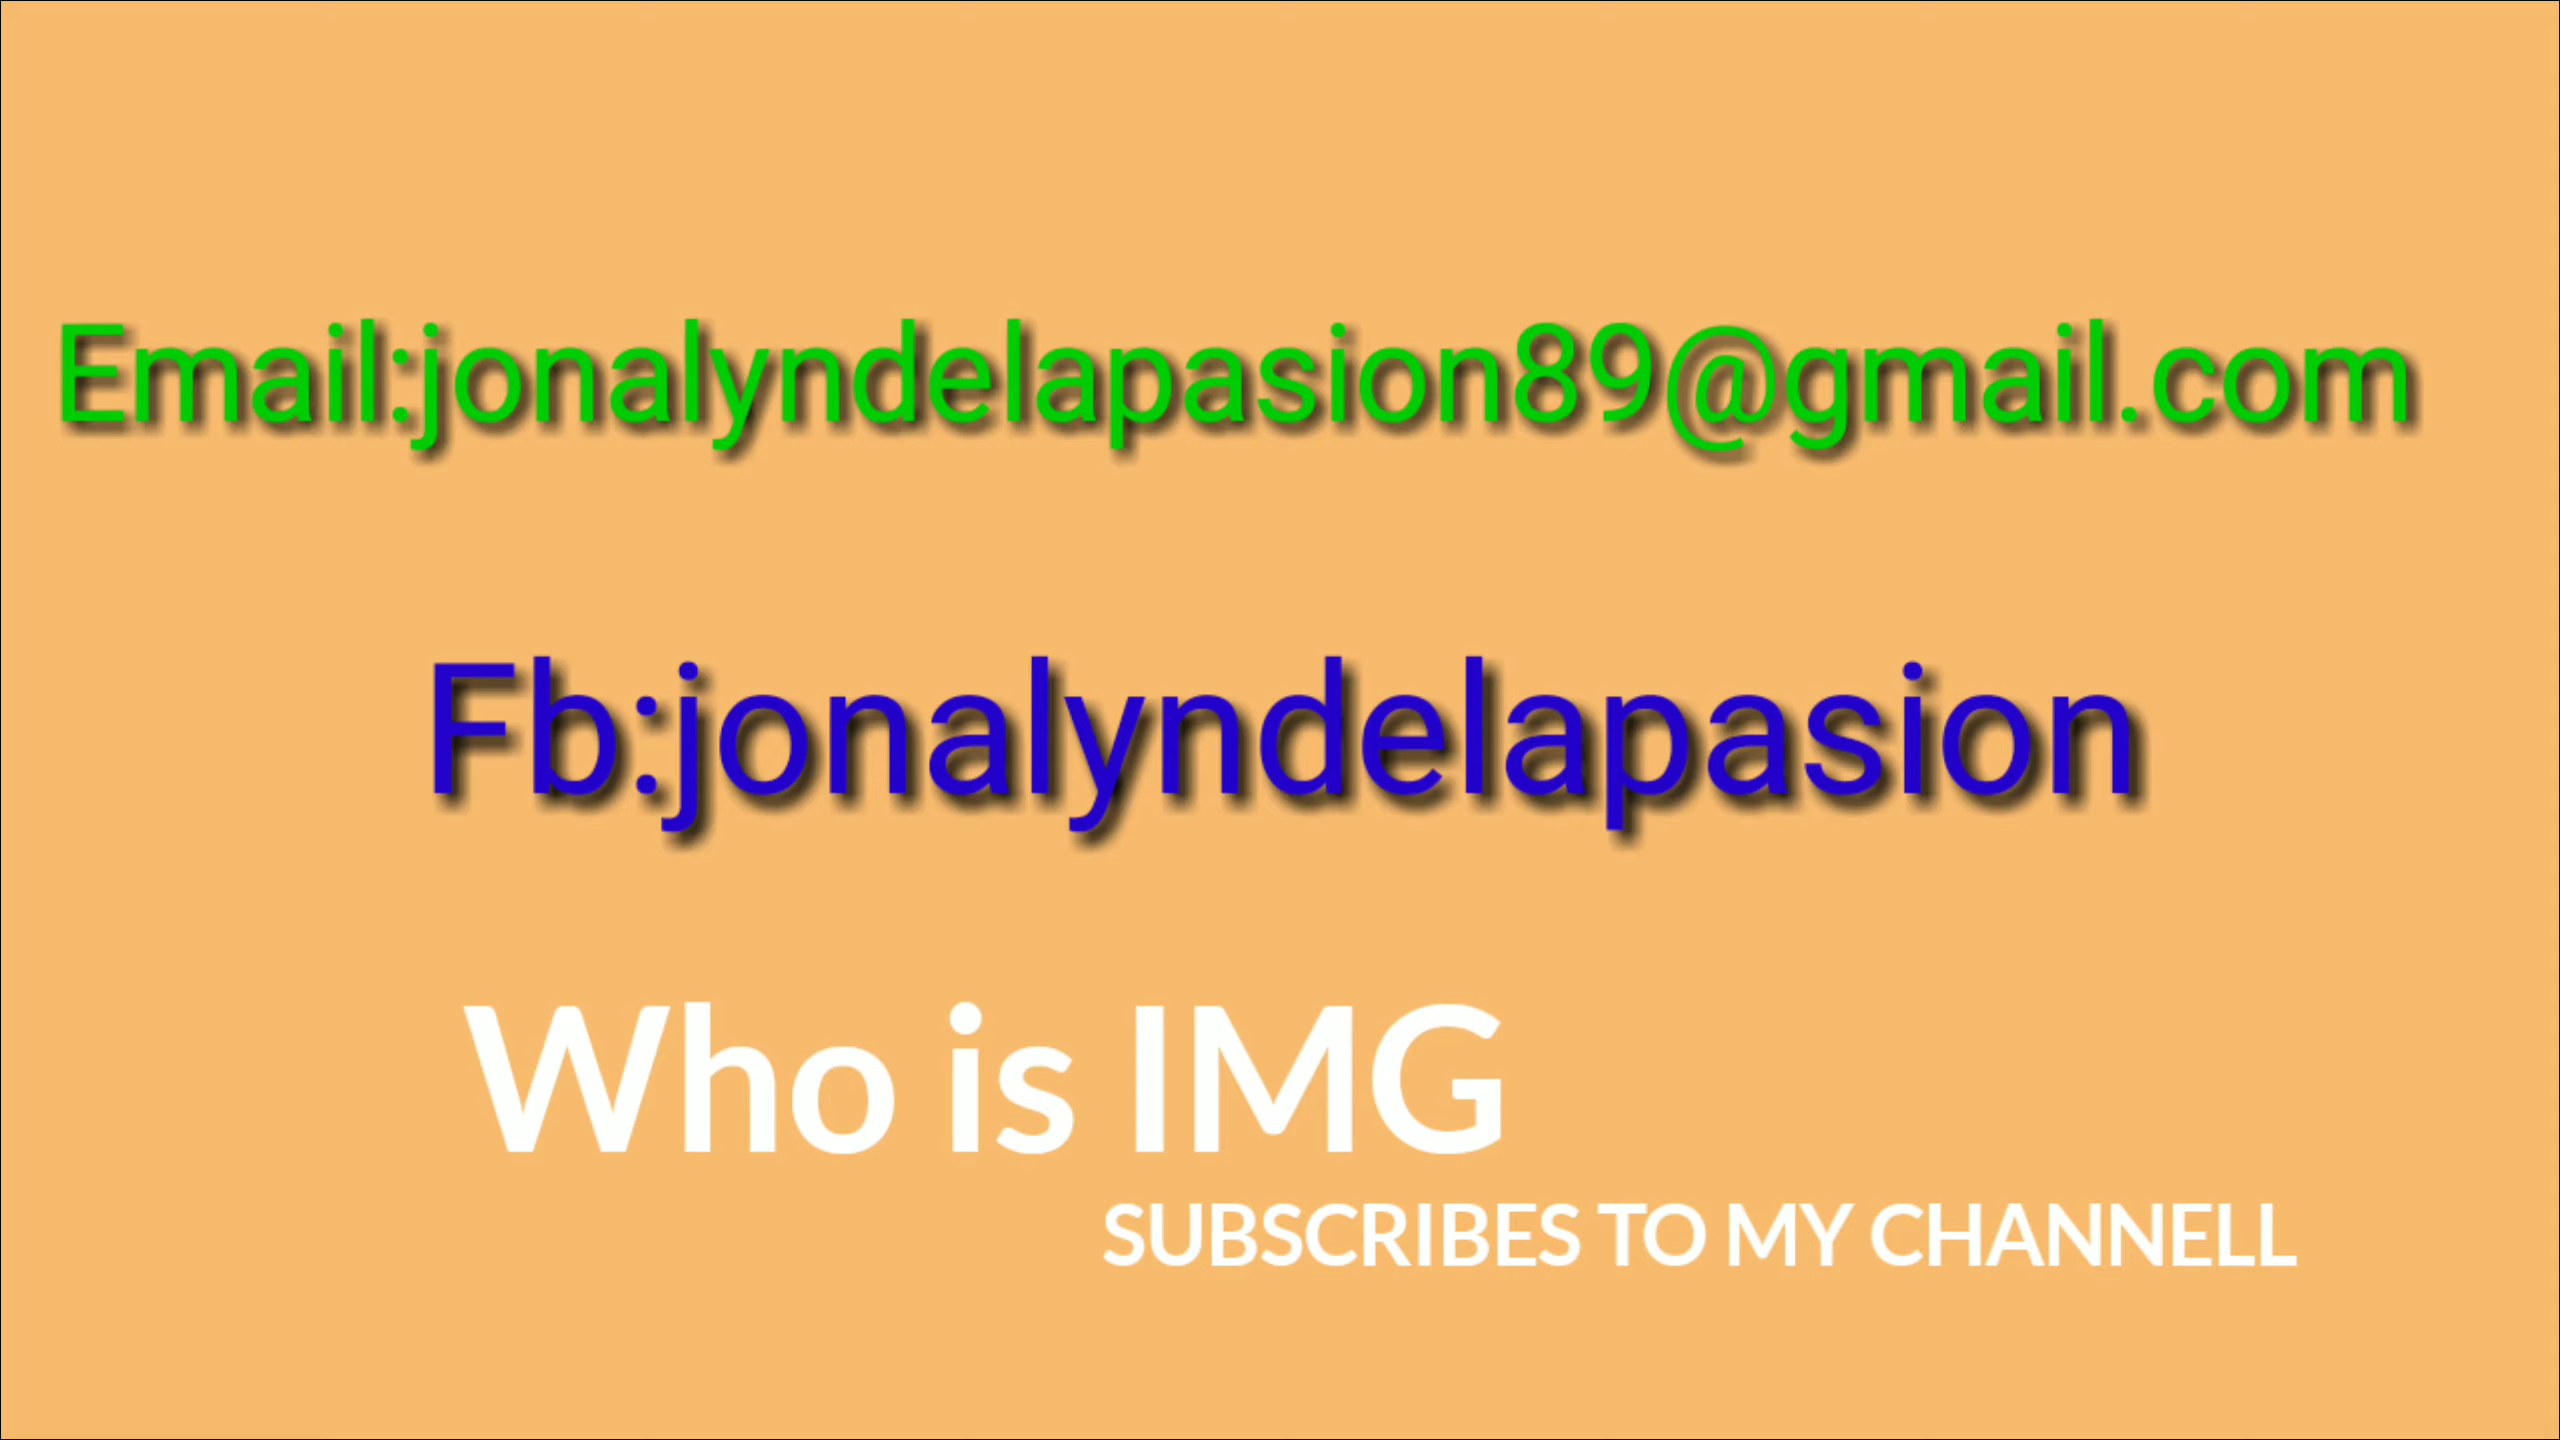 Email:jonalyndelapasion89@gmail.com
Fb:jonalyndelapasion
Who is IMG
SUBSCRIBES TO MY CHANNELL